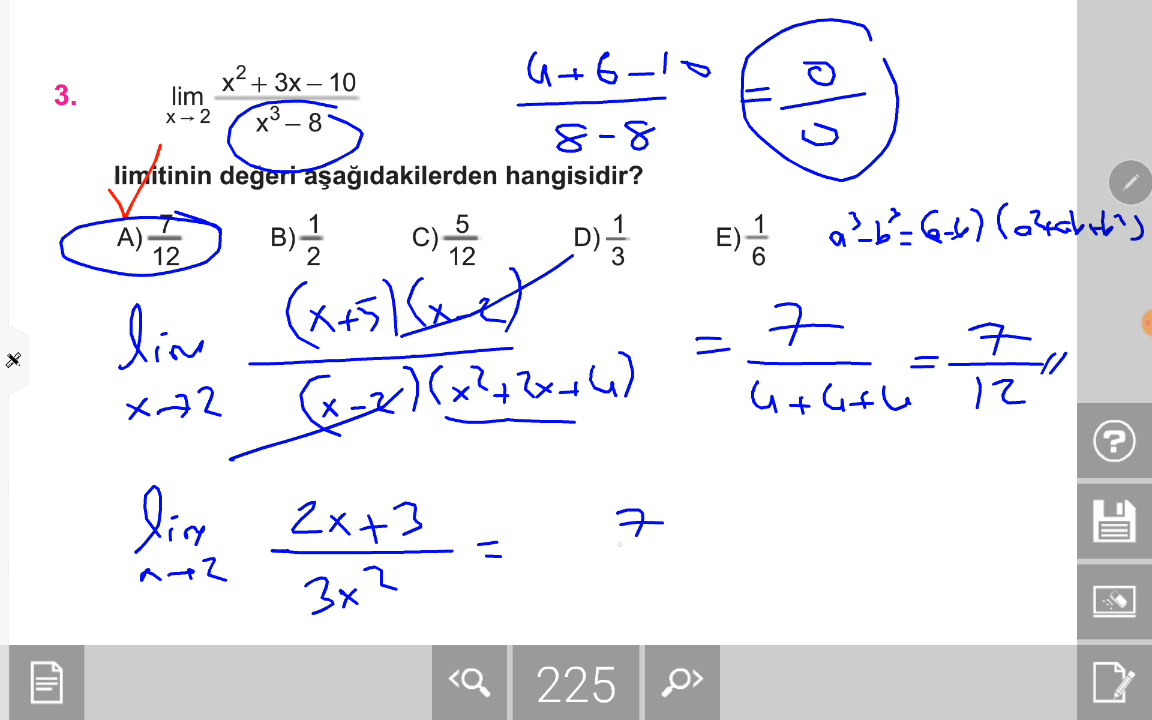 3. lim x→2 (x² + 3x – 10)/(x³ – 8)
(4+6-10)/(8-8) = 0/0
limitinin değeri aşağıdakilerden hangisidir?
A) 7/12 B) 1/2 C) 5/12 D) 1/3 E) 1/6
a³-b³=(a-b)(a²+ab+b²)
lim x→2 (x+5)(x-2)/(x-2)(x²+2x+4) = 7/(4+4+4) = 7/12 //
lim x→2 (2x+3)/(3x²) = 7
225